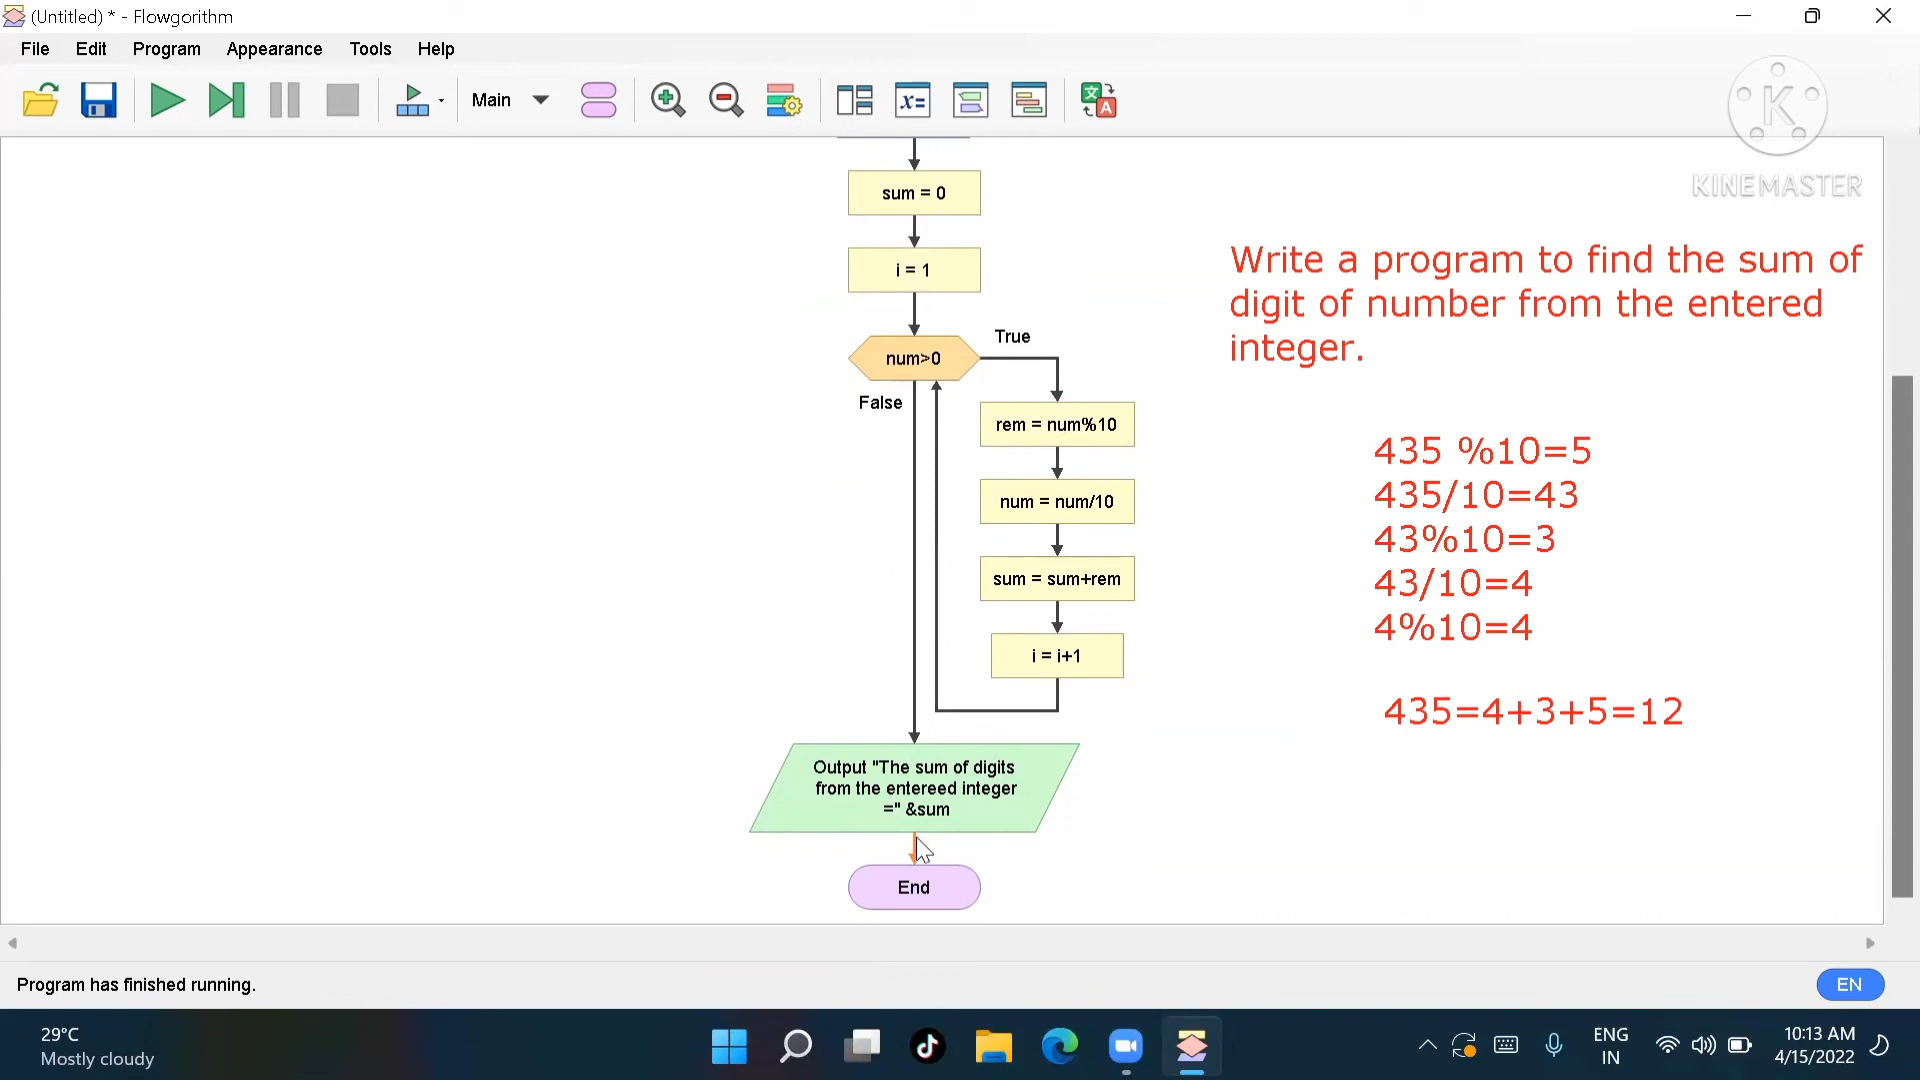 (Untitled) * - Flowgorithm
File Edit Program Appearance Tools Help
Main
x=
A
K
KINEMASTER
sum = 0
i = 1
num>0
True
False
rem = num%10
num = num/10
sum = sum+rem
i = i+1
Output "The sum of digits
from the entereed integer
=" &sum
End
Write a program to find the sum of
digit of number from the entered
integer.
435 %10=5
435/10=43
43%10=3
43/10=4
4%10=4
435=4+3+5=12
Program has finished running.
EN
29°C
Mostly cloudy
ENG
IN
10:13 AM
4/15/2022